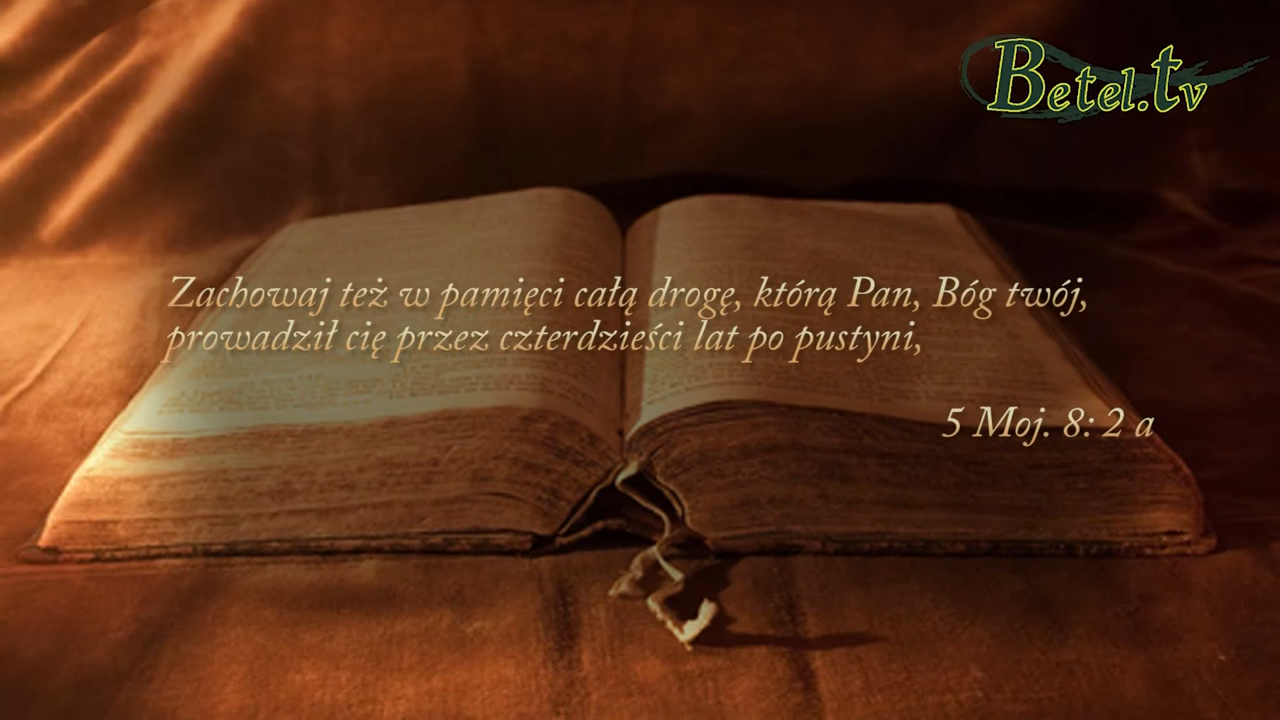 Betel.tv
Zachowaj też w pamięci całą drogę, którą Pan, Bóg twój,
prowadził cię przez czterdzieści lat po pustyni,
5 Moj. 8: 2 a